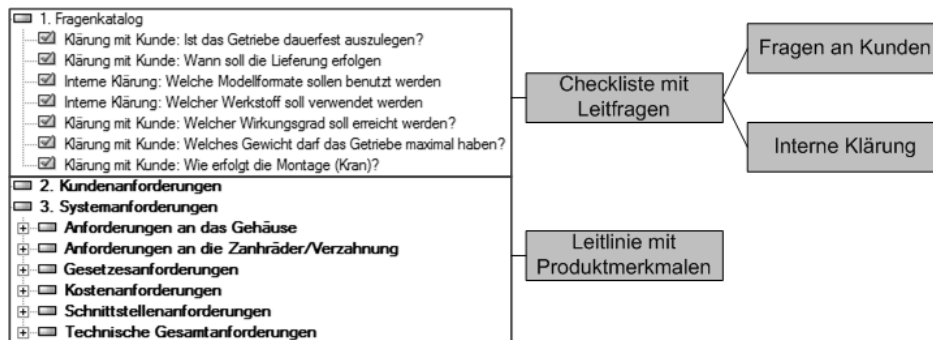 1. Fragenkatalog
Klärung mit Kunde: Ist das Getriebe dauerfest auszulegen?
Klärung mit Kunde: Wann soll die Lieferung erfolgen
Interne Klärung: Welche Modellformate sollen benutzt werden
Interne Klärung: Welcher Werkstoff soll verwendet werden
Klärung mit Kunde: Welcher Wirkungsgrad soll erreicht werden?
Klärung mit Kunde: Welches Gewicht darf das Getriebe maximal haben?
Klärung mit Kunde: Wie erfolgt die Montage (Kran)?
2. Kundenanforderungen
3. Systemanforderungen
Anforderungen an das Gehäuse
Anforderungen an die Zanhräder/Verzahnung
Gesetzesanforderungen
Kostenanforderungen
Schnittstellenanforderungen
Technische Gesamtanforderungen
Checkliste mit
Leitfragen
Fragen an Kunden
Interne Klärung
Leitlinie mit
Produktmerkmalen